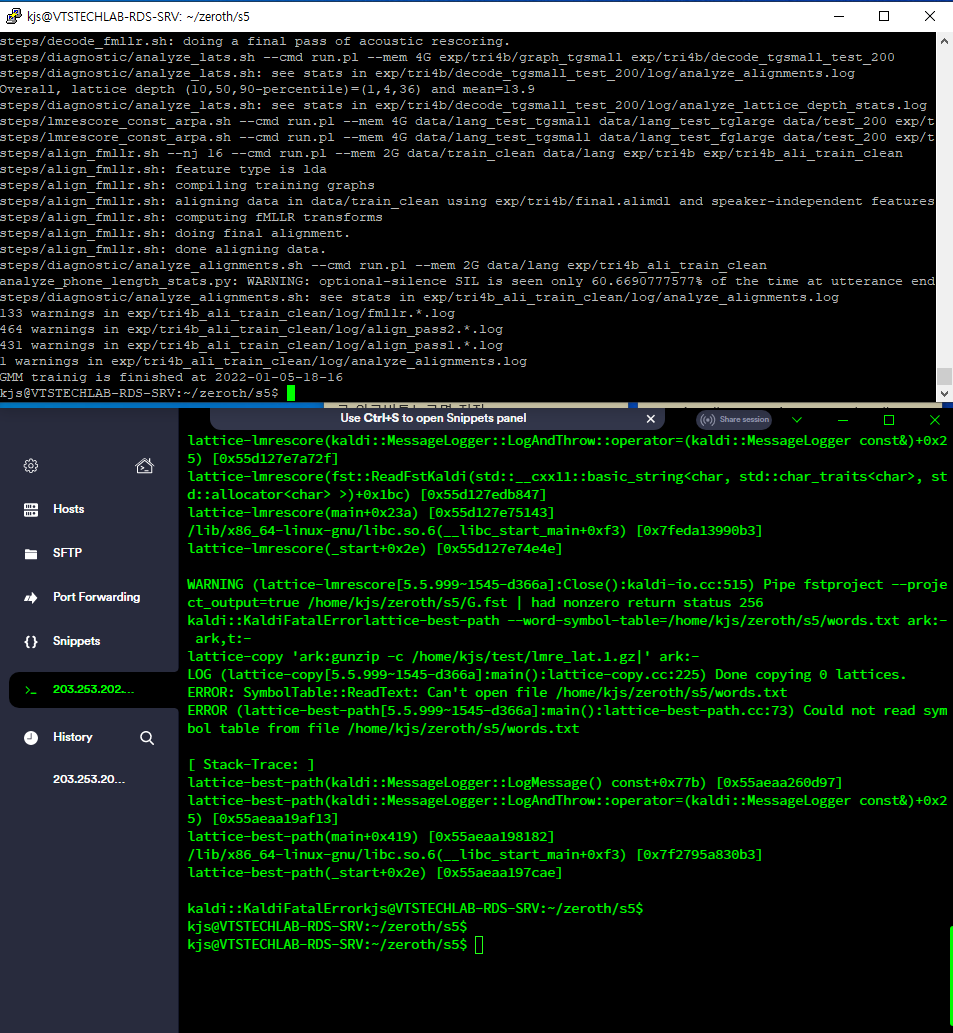 kjs@VTSTECHLAB-RDS-SRV: ~/zeroth/s5
steps/decode_fmllr.sh: doing a final pass of acoustic rescoring.
steps/diagnostic/analyze_lats.sh --cmd run.pl --mem 4G exp/tri4b/graph_tgsmall exp/tri4b/decode_tgsmall_test_200
steps/diagnostic/analyze_lats.sh: see stats in exp/tri4b/decode_tgsmall_test_200/log/analyze_alignments.log
Overall, lattice depth (10,50,90-percentile)=(1,4,36) and mean=13.9
steps/diagnostic/analyze_lats.sh: see stats in exp/tri4b/decode_tgsmall_test_200/log/analyze_lattice_depth_stats.log
steps/lmrescore_const_arpa.sh --cmd run.pl --mem 4G data/lang_test_tgsmall data/lang_test_tglarge data/test_200 exp/t
steps/lmrescore_const_arpa.sh --cmd run.pl --mem 4G data/lang_test_tgsmall data/lang_test_fglarge data/test_200 exp/t
steps/align_fmllr.sh --nj 16 --cmd run.pl --mem 2G data/train_clean data/lang exp/tri4b exp/tri4b_ali_train_clean
steps/align_fmllr.sh: feature type is lda
steps/align_fmllr.sh: compiling training graphs
steps/align_fmllr.sh: aligning data in data/train_clean using exp/tri4b/final.alimdl and speaker-independent features
steps/align_fmllr.sh: computing fMLLR transforms
steps/align_fmllr.sh: doing final alignment.
steps/align_fmllr.sh: done aligning data.
steps/diagnostic/analyze_alignments.sh --cmd run.pl --mem 2G data/lang exp/tri4b_ali_train_clean
analyze_phone_length_stats.py: WARNING: optional-silence SIL is seen only 60.66907777577% of the time at utterance end
steps/diagnostic/analyze_alignments.sh: see stats in exp/tri4b_ali_train_clean/log/analyze_alignments.log
133 warnings in exp/tri4b_ali_train_clean/log/fmllr.*.log
464 warnings in exp/tri4b_ali_train_clean/log/align_pass2.*.log
431 warnings in exp/tri4b_ali_train_clean/log/align_pass1.*.log
1 warnings in exp/tri4b_ali_train_clean/log/analyze_alignments.log
GMM trainig is finished at 2022-01-05-18-16
kjs@VTSTECHLAB-RDS-SRV:~/zeroth/s5$
Use Ctrl+S to open Snippets panel
Share session
Hosts
SFTP
Port Forwarding
Snippets
203.253.202....
History
203.253.20...
lattice-lmrescore(kaldi::MessageLogger::LogAndThrow::operator=(kaldi::MessageLogger const&)+0x2
5) [0x55d127e7a72f]
lattice-lmrescore(fst::ReadFstKaldi(std::__cxx11::basic_string<char, std::char_traits<char>, st
d::allocator<char> >)+0x1bc) [0x55d127edb847]
lattice-lmrescore(main+0x23a) [0x55d127e75143]
/lib/x86_64-linux-gnu/libc.so.6(__libc_start_main+0xf3) [0x7feda13990b3]
lattice-lmrescore(_start+0x2e) [0x55d127e74e4e]
WARNING (lattice-lmrescore[5.5.999~1545-d366a]:Close():kaldi-io.cc:515) Pipe fstproject --proje
ct_output=true /home/kjs/zeroth/s5/G.fst | had nonzero return status 256
kaldi::KaldiFatalErrorlattice-best-path --word-symbol-table=/home/kjs/zeroth/s5/words.txt ark:-
ark,t:-
lattice-copy 'ark:gunzip -c /home/kjs/test/lmre_lat.1.gz|' ark:-
LOG (lattice-copy[5.5.999~1545-d366a]:main():lattice-copy.cc:225) Done copying 0 lattices.
ERROR: SymbolTable::ReadText: Can't open file /home/kjs/zeroth/s5/words.txt
ERROR (lattice-best-path[5.5.999~1545-d366a]:main():lattice-best-path.cc:73) Could not read sym
bol table from file /home/kjs/zeroth/s5/words.txt
[ Stack-Trace: ]
lattice-best-path(kaldi::MessageLogger::LogMessage() const+0x77b) [0x55aeaa260d97]
lattice-best-path(kaldi::MessageLogger::LogAndThrow::operator=(kaldi::MessageLogger const&)+0x2
5) [0x55aeaa19af13]
lattice-best-path(main+0x419) [0x55aeaa198182]
/lib/x86_64-linux-gnu/libc.so.6(__libc_start_main+0xf3) [0x7f2795a830b3]
lattice-best-path(_start+0x2e) [0x55aeaa197cae]
kaldi::KaldiFatalErrorkjs@VTSTECHLAB-RDS-SRV:~/zeroth/s5$
kjs@VTSTECHLAB-RDS-SRV:~/zeroth/s5$
kjs@VTSTECHLAB-RDS-SRV:~/zeroth/s5$